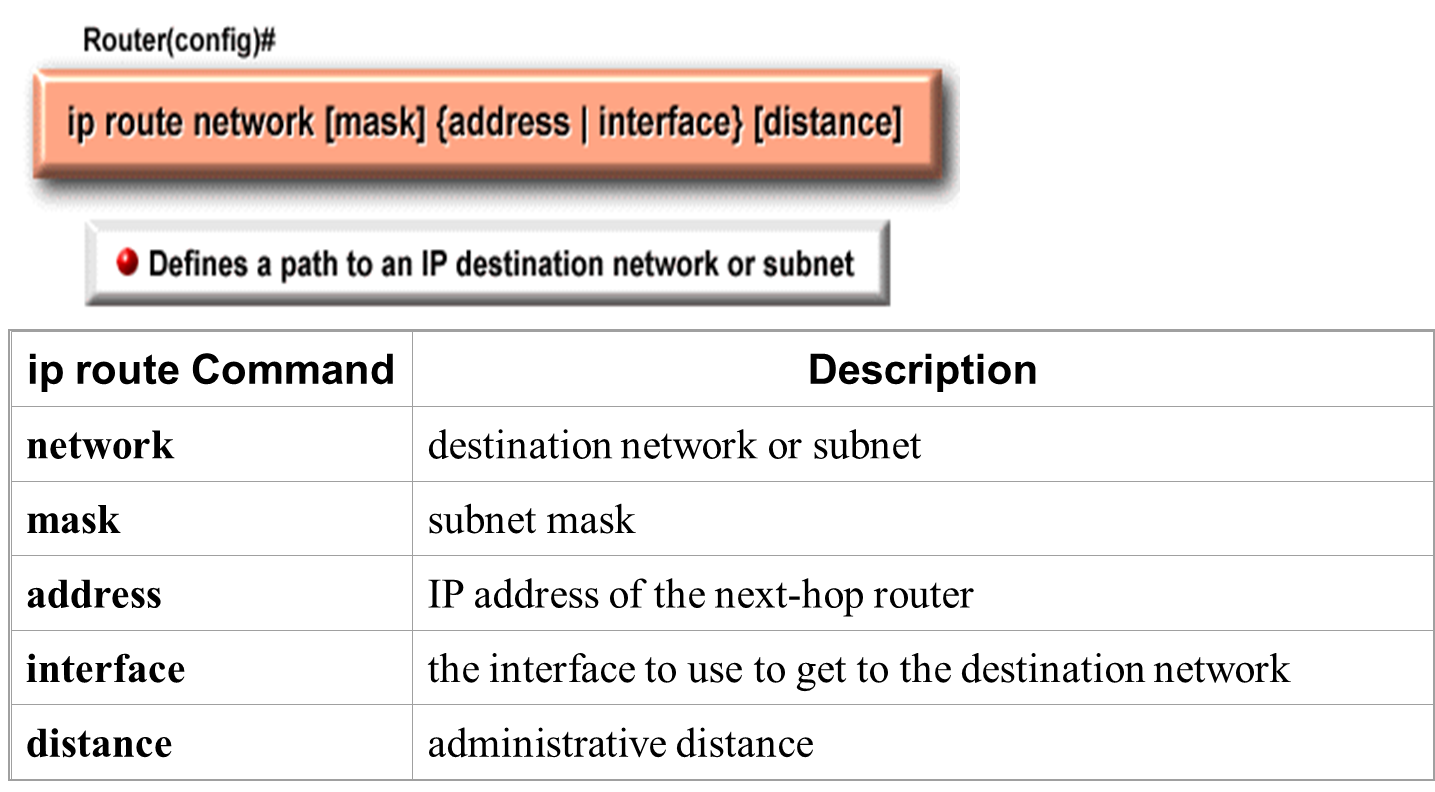 Router(config)#
ip route network [mask] {address | interface} [distance]
Defines a path to an IP destination network or subnet
ip route Command Description
network destination network or subnet
mask subnet mask
address IP address of the next-hop router
interface the interface to use to get to the destination network
distance administrative distance